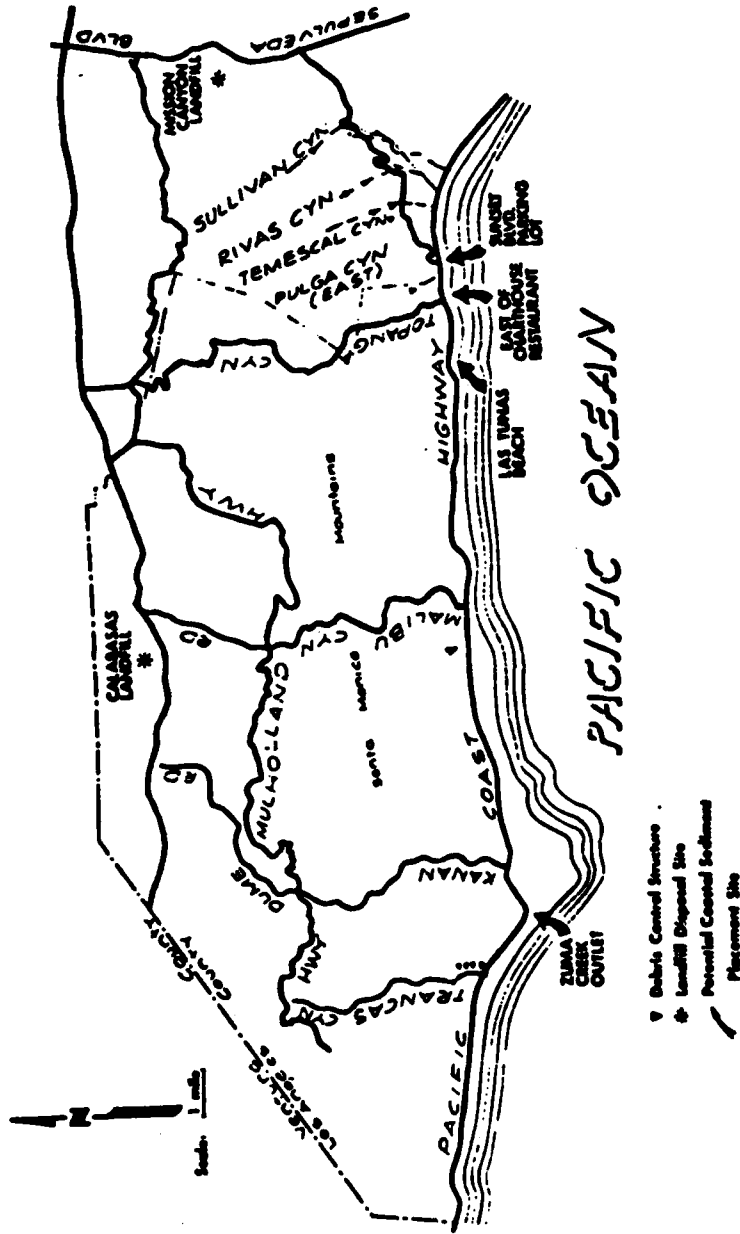 BLVD
SEPULVEDA
MISSION
CANYON
LANDFILL
SULLIVAN CYN
RIVAS CYN
TEMESCAL CYN
PULGA CYN
(EAST)
TOPANGA
CYN
HWY
CALABASAS
LANDFILL
RD
MALIBU
CYN
Santa Monica
Mountains
MULHOLLAND
HWY
RD
DUME
KANAN
TRANCAS
CYN
COUNTY
COUNTY
VENTURA
LOS ANGELES
PACIFIC
COAST
HIGHWAY
SUNSET
BLVD.
PARKING
LOT
EAST OF
CHARTHOUSE
RESTAURANT
LAS TUNAS
BEACH
ZUMA
CREEK
OUTLET
PACIFIC OCEAN
N
Scale: 1 mile
Debris Control Structure
Landfill Disposal Site
Potential Coastal Sediment
Placement Site